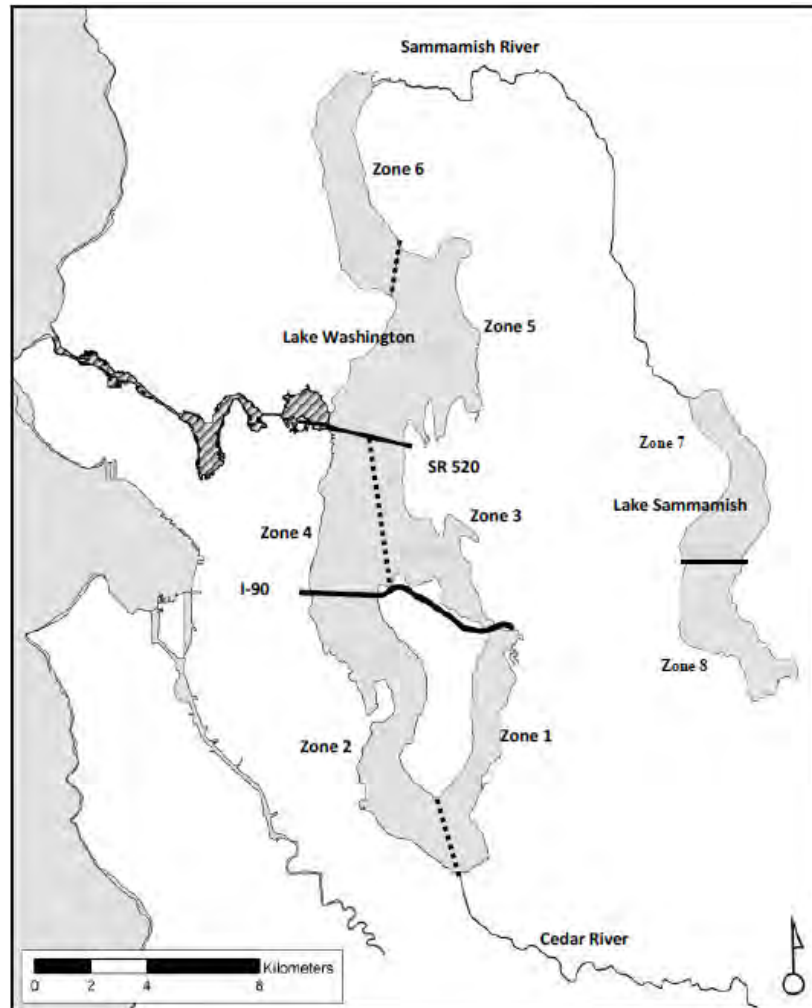 Sammamish River
Zone 6
Zone 5
Lake Washington
Zone 7
SR 520
Lake Sammamish
Zone 3
Zone 4
I-90
Zone 8
Zone 1
Zone 2
Cedar River
Kilometers
0 2 4 8